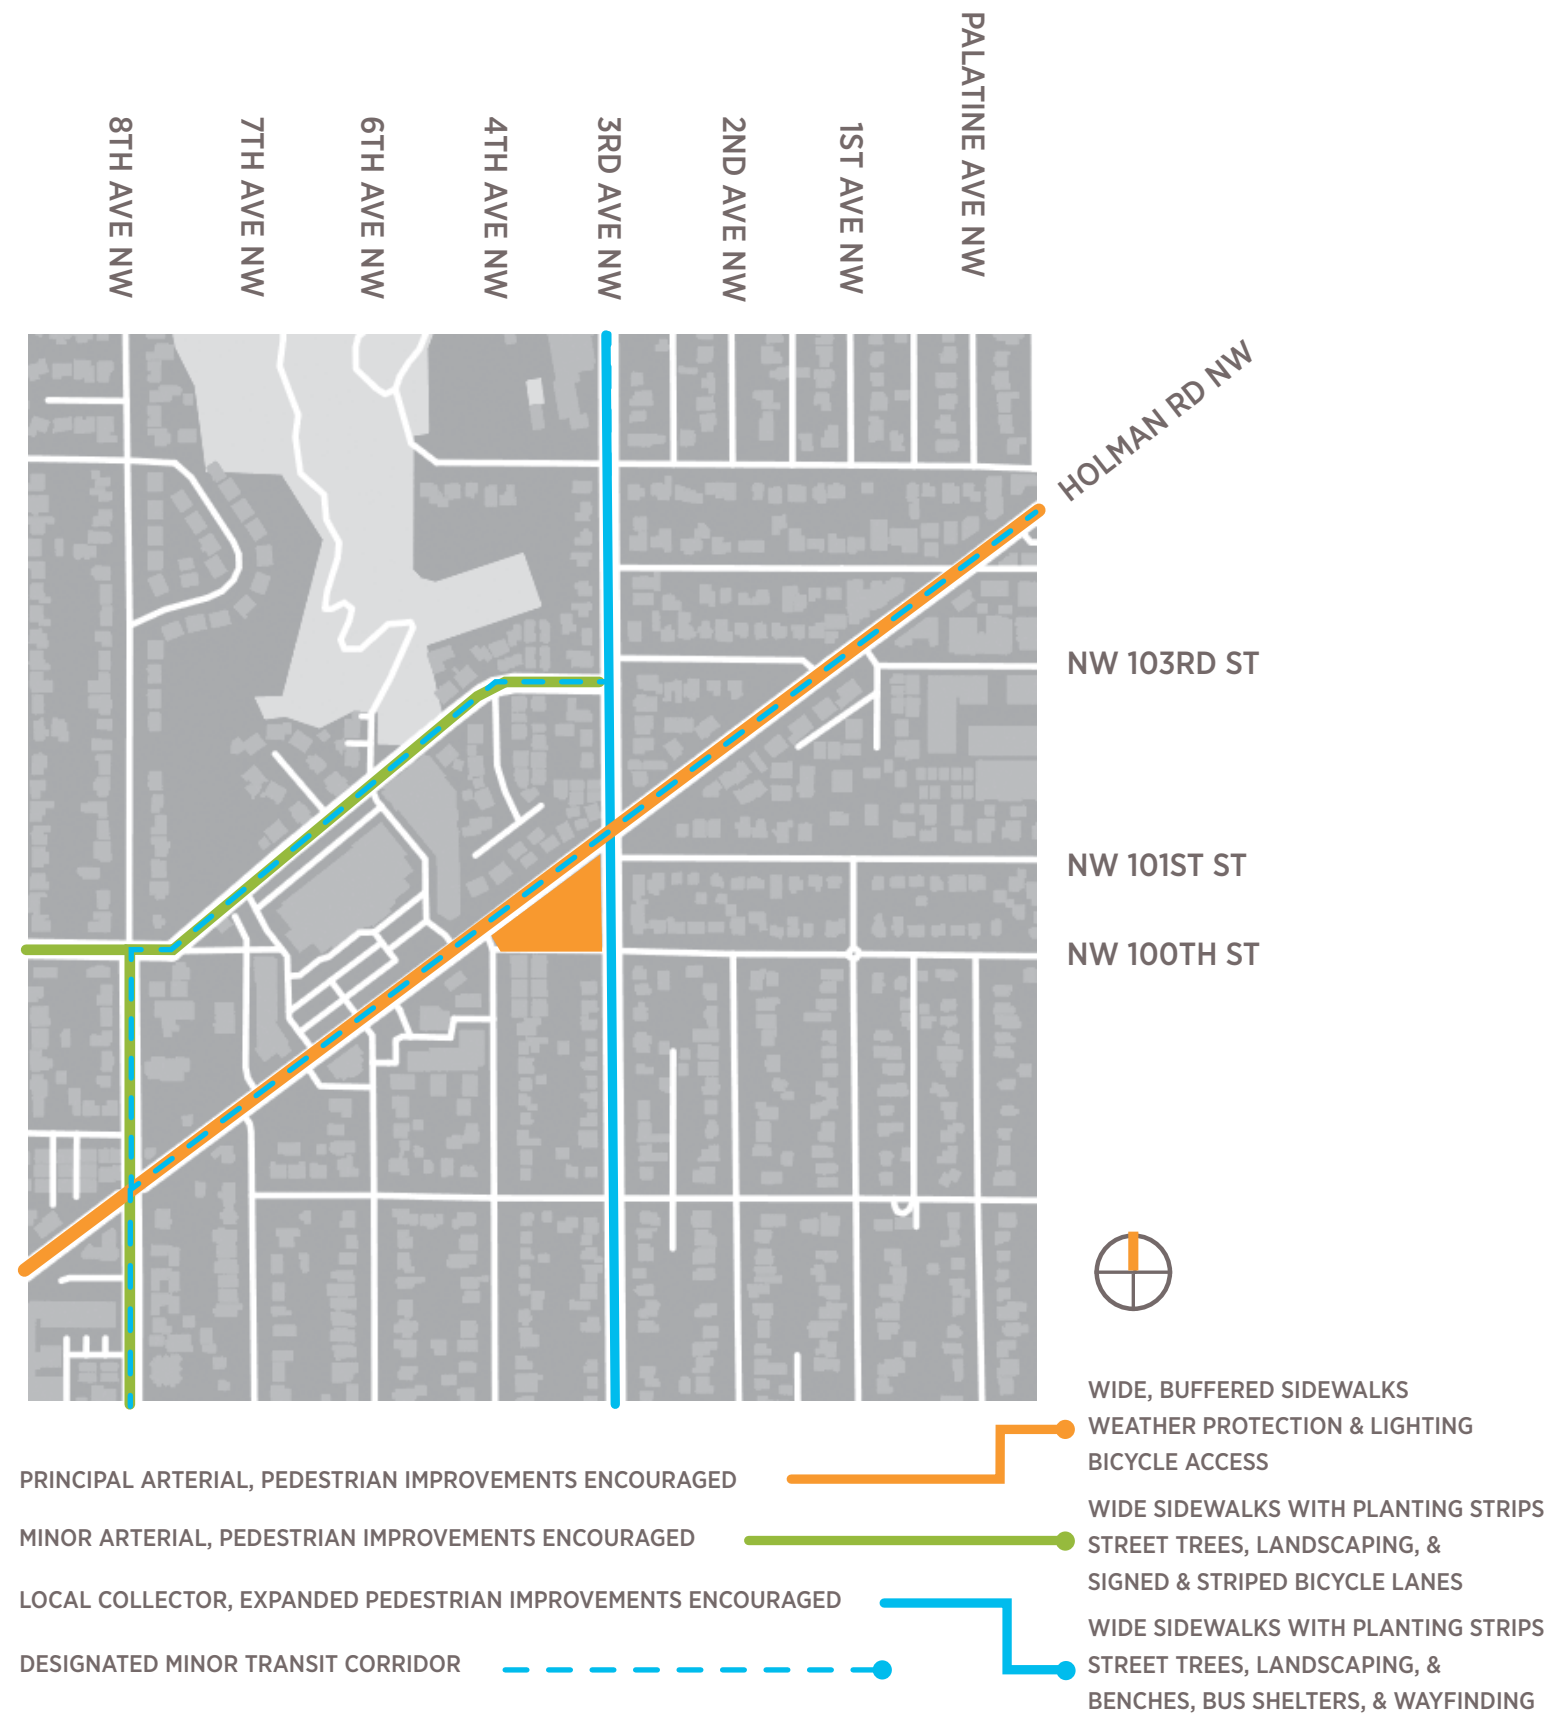 8TH AVE NW
7TH AVE NW
6TH AVE NW
4TH AVE NW
3RD AVE NW
2ND AVE NW
1ST AVE NW
PALATINE AVE NW
HOLMAN RD NW
NW 103RD ST
NW 101ST ST
NW 100TH ST
PRINCIPAL ARTERIAL, PEDESTRIAN IMPROVEMENTS ENCOURAGED
WIDE, BUFFERED SIDEWALKS
WEATHER PROTECTION & LIGHTING
BICYCLE ACCESS
MINOR ARTERIAL, PEDESTRIAN IMPROVEMENTS ENCOURAGED
WIDE SIDEWALKS WITH PLANTING STRIPS
STREET TREES, LANDSCAPING, &
SIGNED & STRIPED BICYCLE LANES
LOCAL COLLECTOR, EXPANDED PEDESTRIAN IMPROVEMENTS ENCOURAGED
WIDE SIDEWALKS WITH PLANTING STRIPS
STREET TREES, LANDSCAPING, &
BENCHES, BUS SHELTERS, & WAYFINDING
DESIGNATED MINOR TRANSIT CORRIDOR